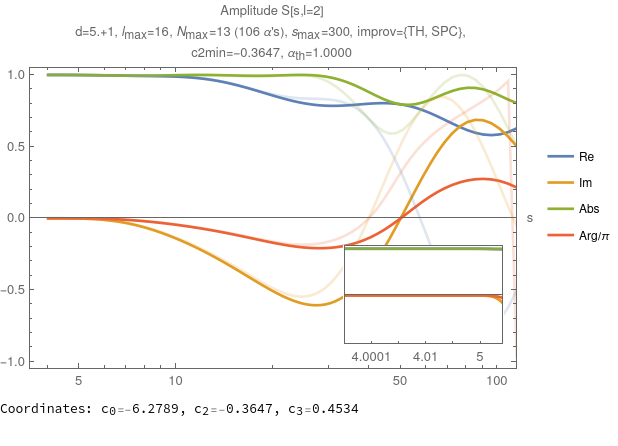 Amplitude S[s,l=2]
d=5.+1, lmax=16, Nmax=13 (106 α's), smax=300, improv={TH, SPC},
c2min=−0.3647, αth=1.0000
1.0
0.5
0.0
−0.5
−1.0
5
10
50
100
s
4.0001
4.01
5
Re
Im
Abs
Arg/π
Coordinates: c0=-6.2789, c2=-0.3647, c3=0.4534